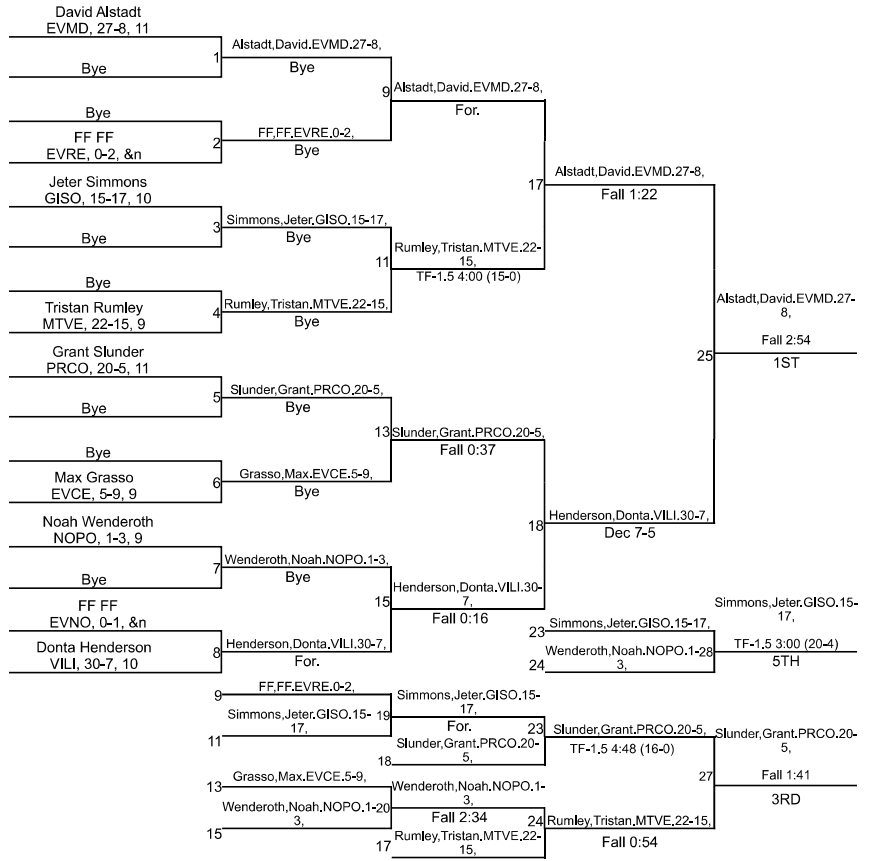 David Alstadt
EVMD, 27-8, 11
Bye
1
Alstadt,David.EVMD.27-8,
Bye
Bye
FF FF
EVRE, 0-2, &n
2
FF,FF.EVRE.0-2,
Bye
9
Alstadt,David.EVMD.27-8,
For.
Jeter Simmons
GISO, 15-17, 10
Bye
3
Simmons,Jeter.GISO.15-17,
Bye
Bye
Tristan Rumley
MTVE, 22-15, 9
4
Rumley,Tristan.MTVE.22-15,
Bye
11
Rumley,Tristan.MTVE.22-
15,
TF-1.5 4:00 (15-0)
17
Alstadt,David.EVMD.27-8,
Fall 1:22
Grant Slunder
PRCO, 20-5, 11
Bye
5
Slunder,Grant.PRCO.20-5,
Bye
Bye
Max Grasso
EVCE, 5-9, 9
6
Grasso,Max.EVCE.5-9,
Bye
13
Slunder,Grant.PRCO.20-5,
Fall 0:37
Noah Wenderoth
NOPO, 1-3, 9
Bye
7
Wenderoth,Noah.NOPO.1-3,
Bye
FF FF
EVNO, 0-1, &n
Donta Henderson
VILI, 30-7, 10
8
Henderson,Donta.VILI.30-7,
For.
15
Henderson,Donta.VILI.30-
7,
Fall 0:16
18
Henderson,Donta.VILI.30-7,
Dec 7-5
25
Alstadt,David.EVMD.27-
8,
Fall 2:54
1ST
23
Simmons,Jeter.GISO.15-17,
24
Wenderoth,Noah.NOPO.1-
3,
28
Simmons,Jeter.GISO.15-
17,
TF-1.5 3:00 (20-4)
5TH
9
FF,FF.EVRE.0-2,
11
Simmons,Jeter.GISO.15-
17,
19
Simmons,Jeter.GISO.15-
17,
For.
18
Slunder,Grant.PRCO.20-
5,
23
Slunder,Grant.PRCO.20-5,
TF-1.5 4:48 (16-0)
13
Grasso,Max.EVCE.5-9,
15
Wenderoth,Noah.NOPO.1-
3,
20
Wenderoth,Noah.NOPO.1-
3,
Fall 2:34
17
Rumley,Tristan.MTVE.22-
15,
24
Rumley,Tristan.MTVE.22-15,
Fall 0:54
27
Slunder,Grant.PRCO.20-
5,
Fall 1:41
3RD